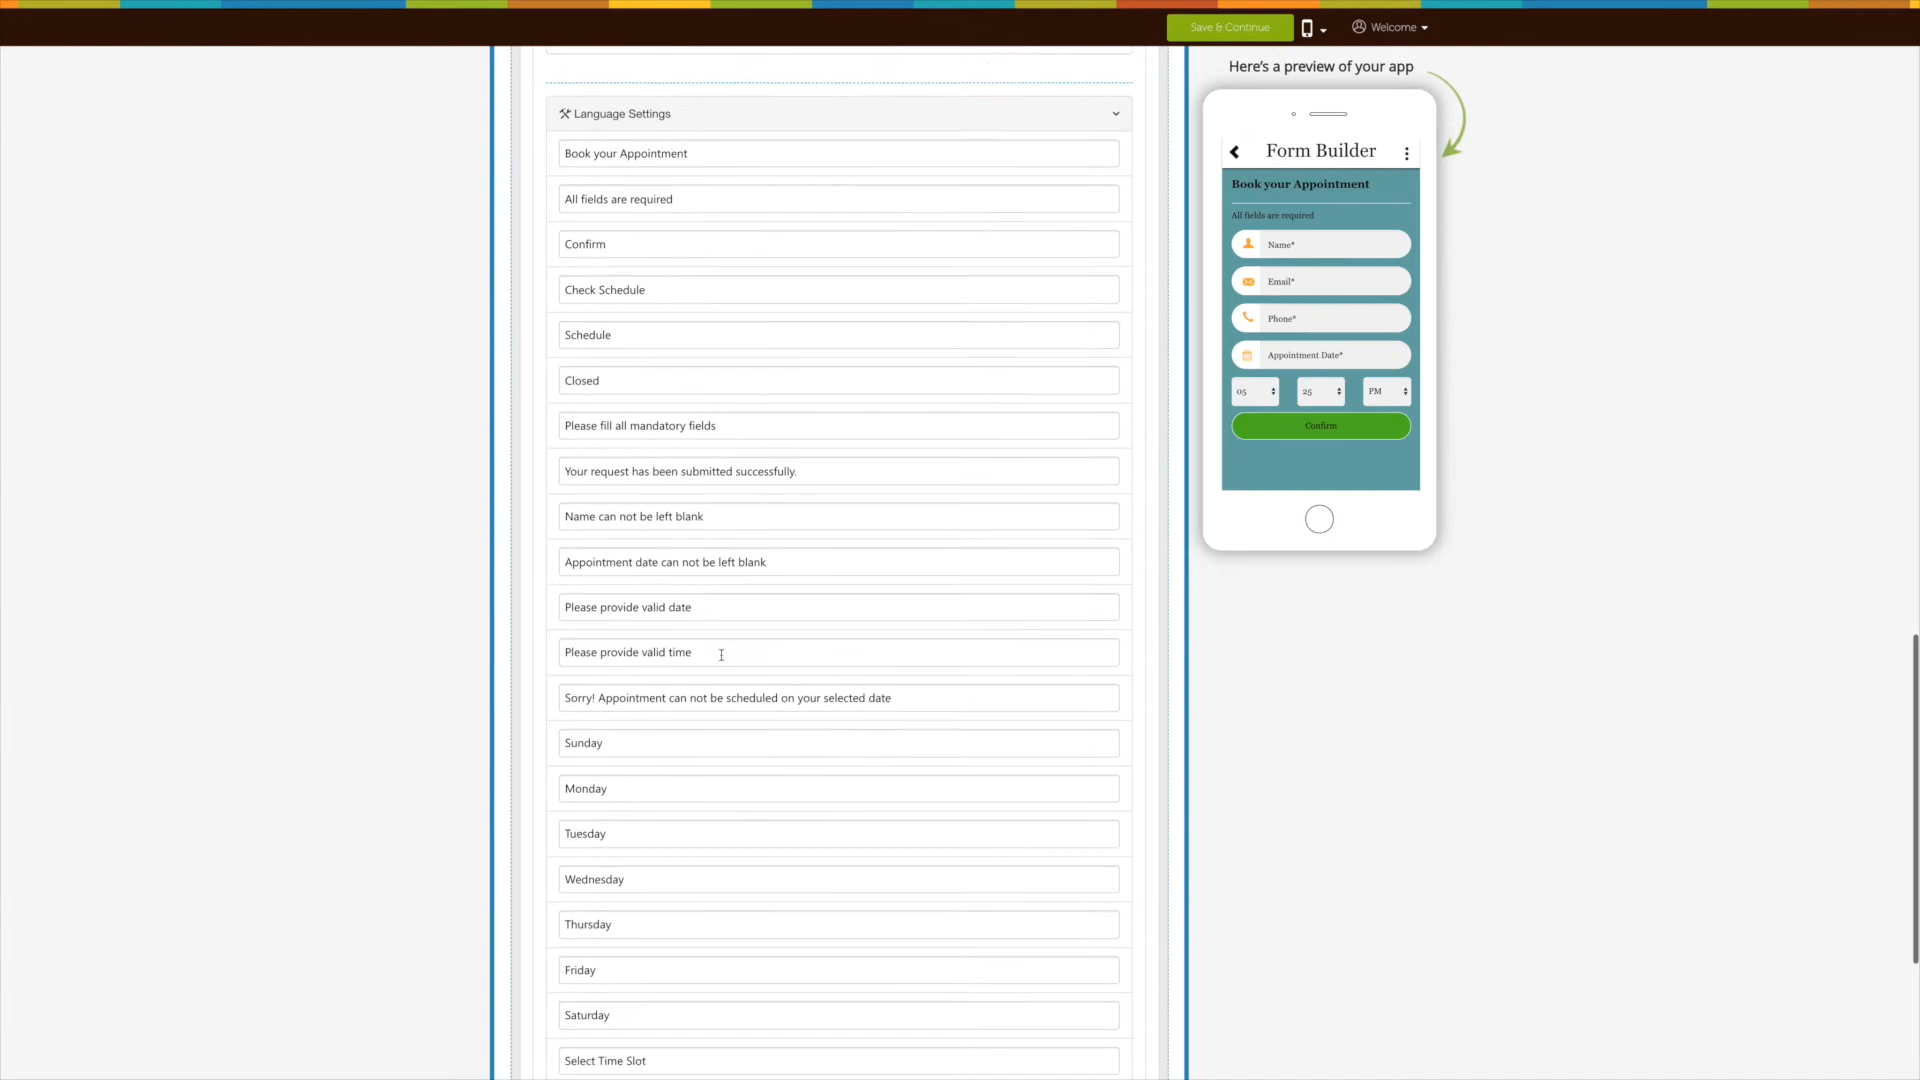 Save & Continue
Welcome
Here's a preview of your app
Language Settings
Book your Appointment
All fields are required
Confirm
Check Schedule
Schedule
Closed
Please fill all mandatory fields
Your request has been submitted successfully.
Name can not be left blank
Appointment date can not be left blank
Please provide valid date
Please provide valid time
Sorry! Appointment can not be scheduled on your selected date
Sunday
Monday
Tuesday
Wednesday
Thursday
Friday
Saturday
Select Time Slot
Form Builder
Book your Appointment
All fields are required
Name*
Email*
Phone*
Appointment Date*
05 25 PM
Confirm